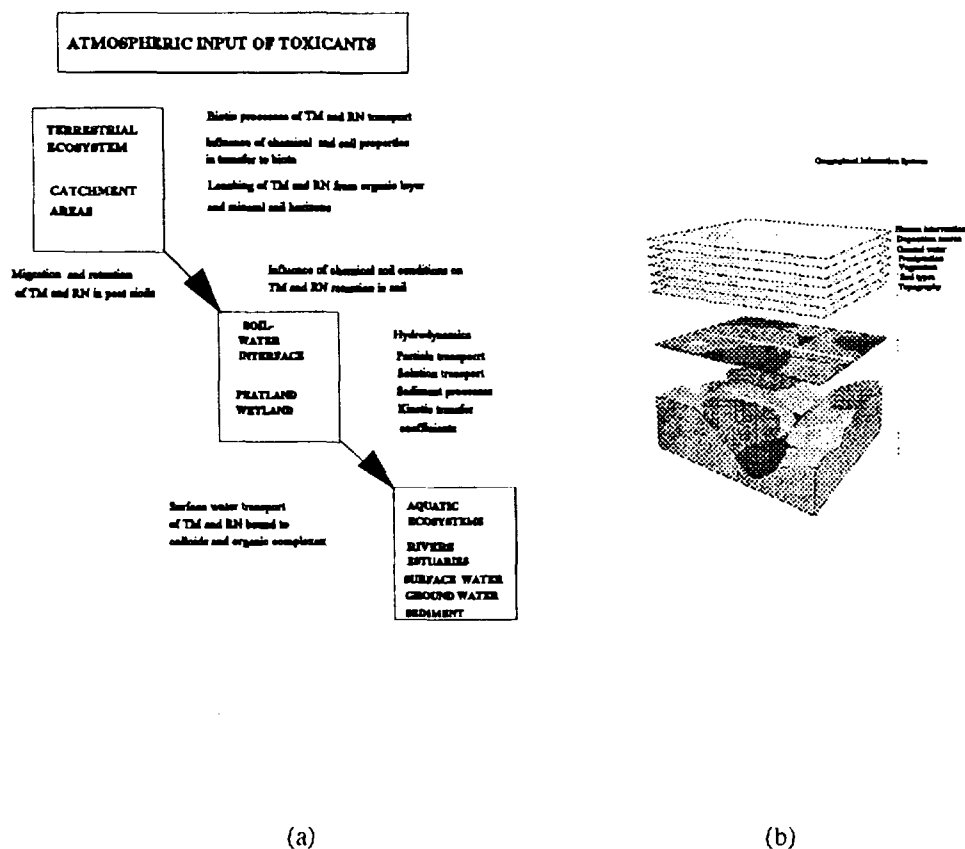 ATMOSPHERIC INPUT OF TOXICANTS
TERRESTRIAL
ECOSYSTEM
CATCHMENT
AREAS
Biotic processes of TM and RN transport
Influence of chemical and soil properties
in transfer to biota
Leaching of TM and RN from organic layer
and mineral soil horizons
Migration and retention
of TM and RN in peat
Influence of chemical soil conditions on
TM and RN retention in soil
SOIL-
WATER
INTERFACE
PEATLAND
WETLAND
Hydrodynamics
Particle transport
Solution transport
Sediment processes
Kinetic transfer
coefficients
Surface water transport
of TM and RN bound to
colloids and organic complexes
AQUATIC
ECOSYSTEMS
RIVERS
ESTUARIES
SURFACE WATER
GROUND WATER
SEDIMENT
(a)
Geographical Information Systems
Human intervention
Deposition
water
Precipitation
Vegetation
Soil types
Topography
(b)